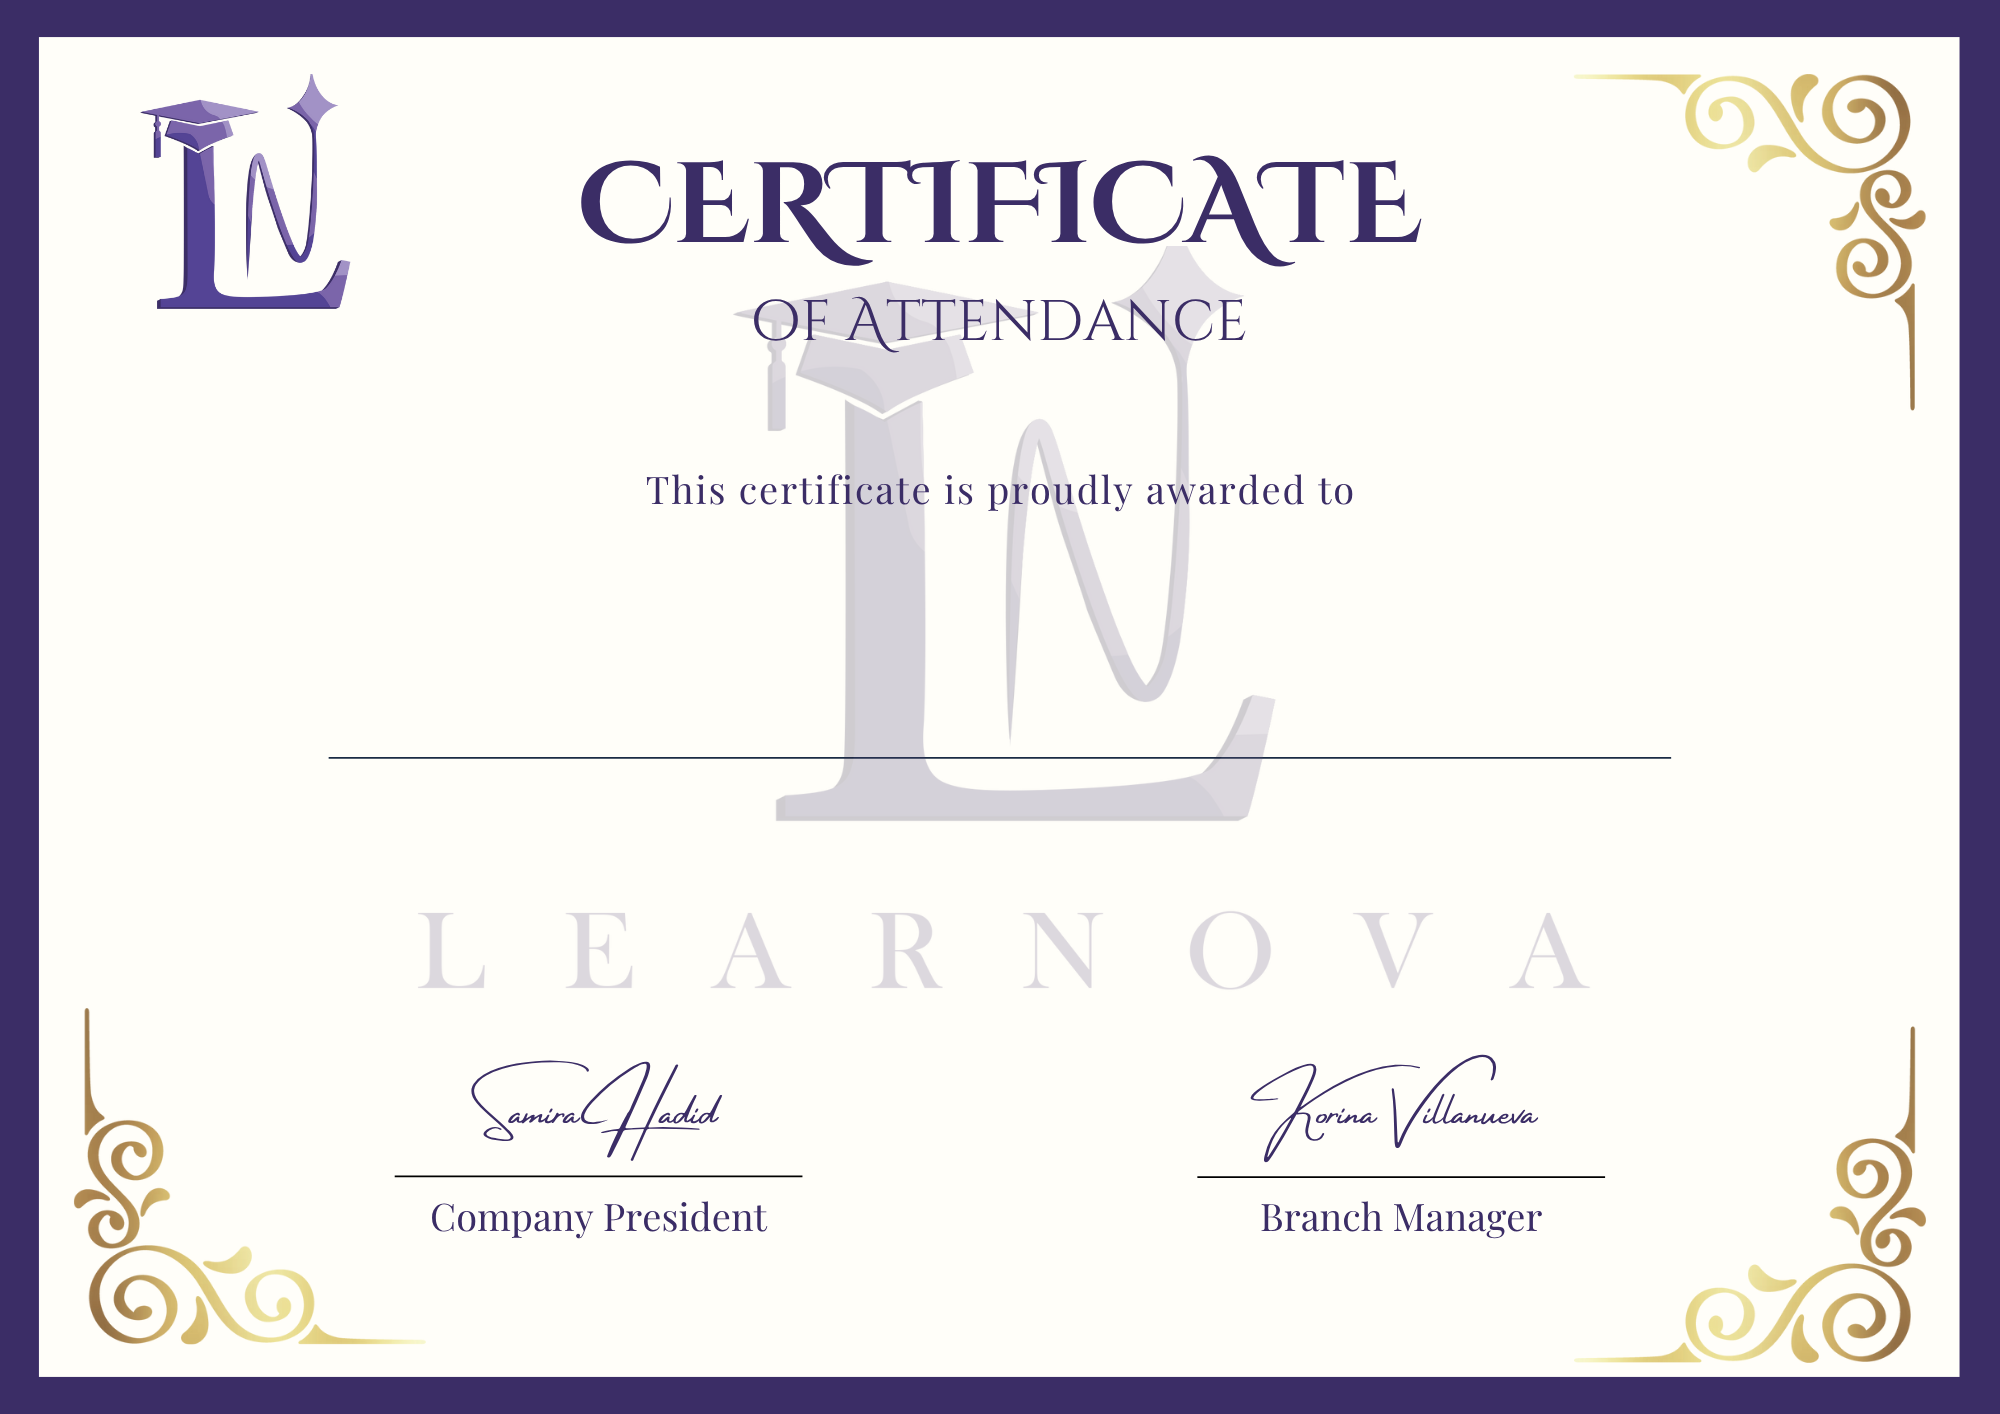 LN
CERTIFICATE
OF ATTENDANCE
LN
This certificate is proudly awarded to
LEARNOVA
Samira Hadid
Korina Villanueva
Company President
Branch Manager